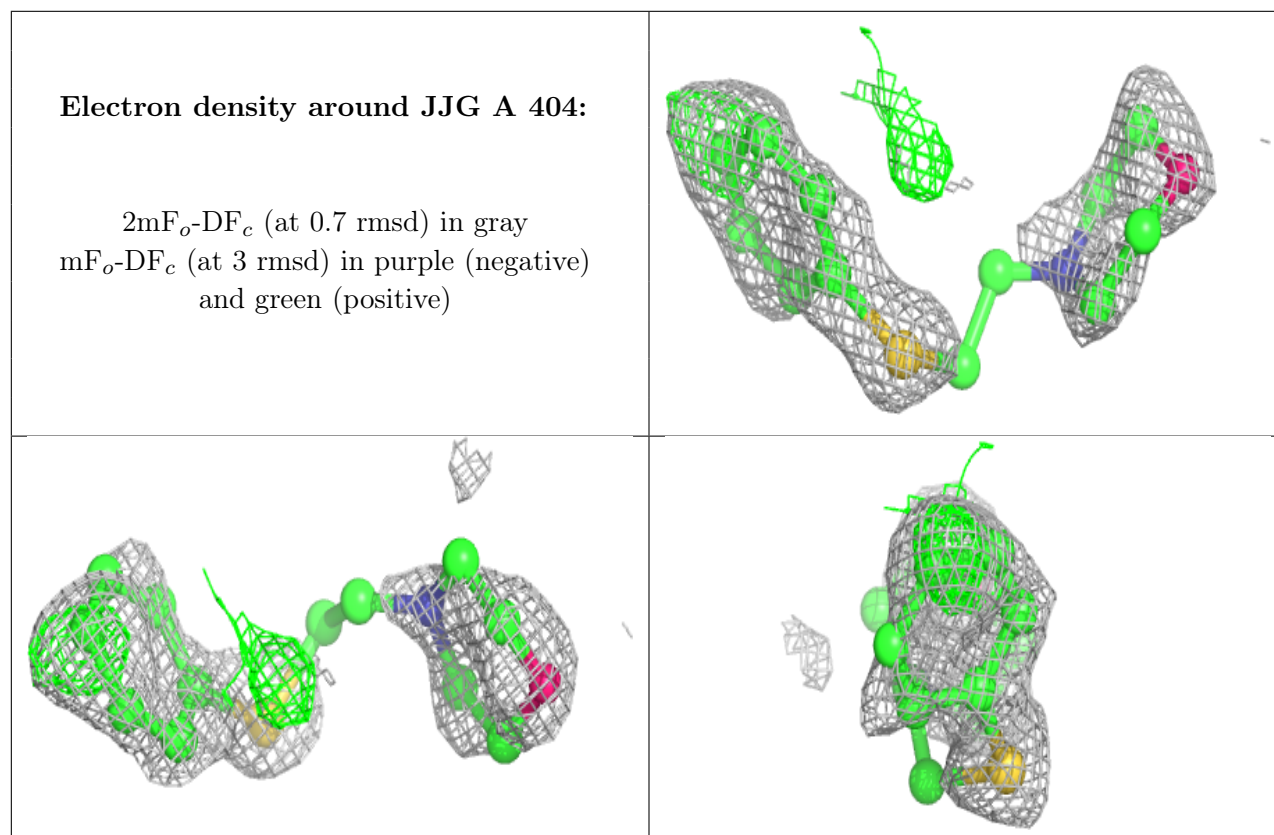 Electron density around JJG A 404:
2mFo-DFc (at 0.7 rmsd) in gray
mFo-DFc (at 3 rmsd) in purple (negative)
and green (positive)